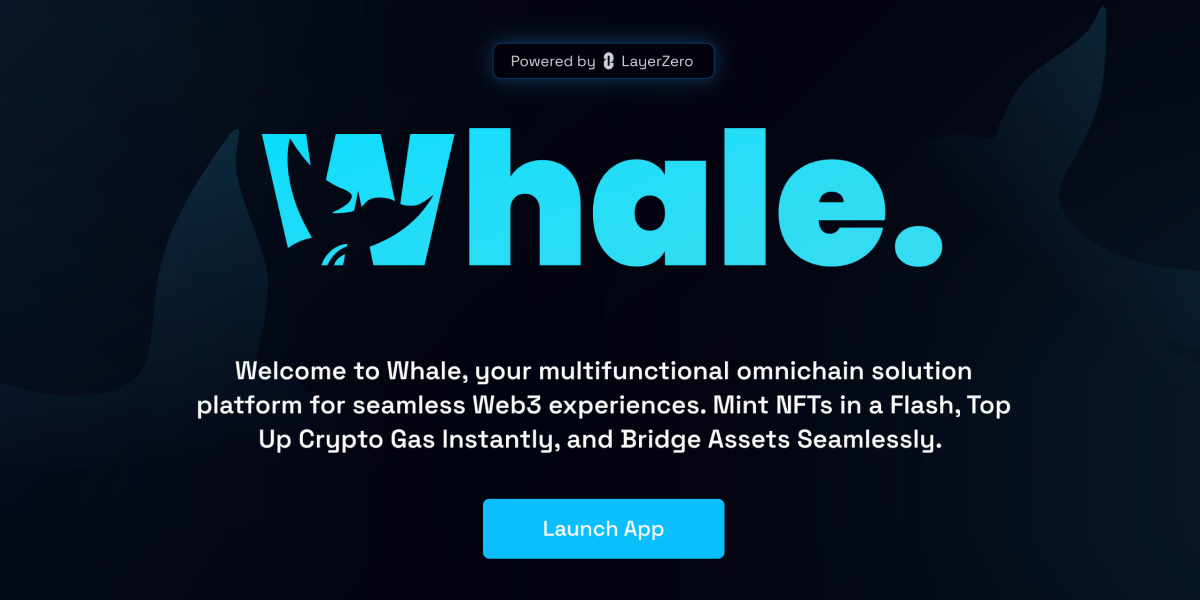 Powered by LayerZero
Whale.
Welcome to Whale, your multifunctional omnichain solution
platform for seamless Web3 experiences. Mint NFTs in a Flash, Top
Up Crypto Gas Instantly, and Bridge Assets Seamlessly.
Launch App